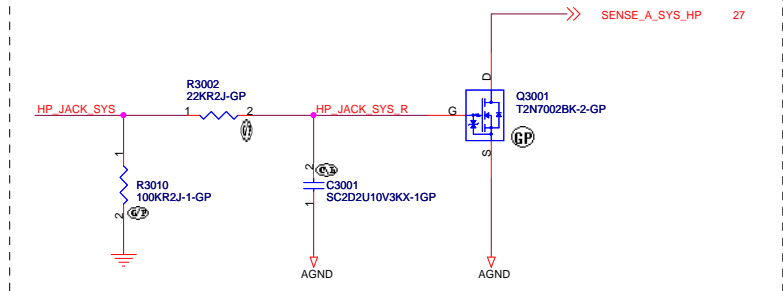 SENSE_A_SYS_HP 27
R3002
22KR2J-GP
D
Q3001
T2N7002BK-2-GP
HP_JACK_SYS
1 2
HP_JACK_SYS_R
G
GP
S
1
R3010
100KR2J-1-GP
2
2
C3001
SC2D2U10V3KX-1GP
1
AGND
AGND